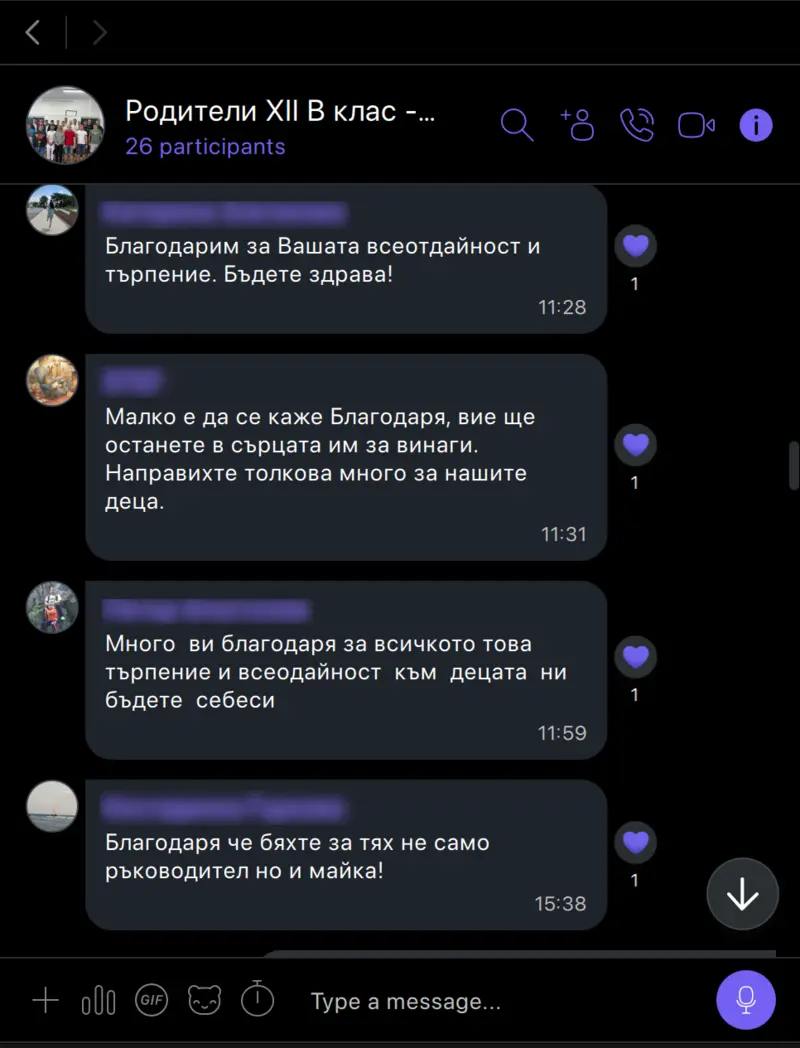 Родители XII В клас -...
26 participants
Благодарим за Вашата всеотдайност и
търпение. Бъдете здрава!
11:28
1
Малко е да се каже Благодаря, вие ще
останете в сърцата им за винаги.
Направихте толкова много за нашите
деца.
11:31
1
Много ви благодаря за всичкото това
търпение и всеодайност към децата ни
бъдете себеси
11:59
1
Благодаря че бяхте за тях не само
ръководител но и майка!
15:38
1
GIF
Type a message...